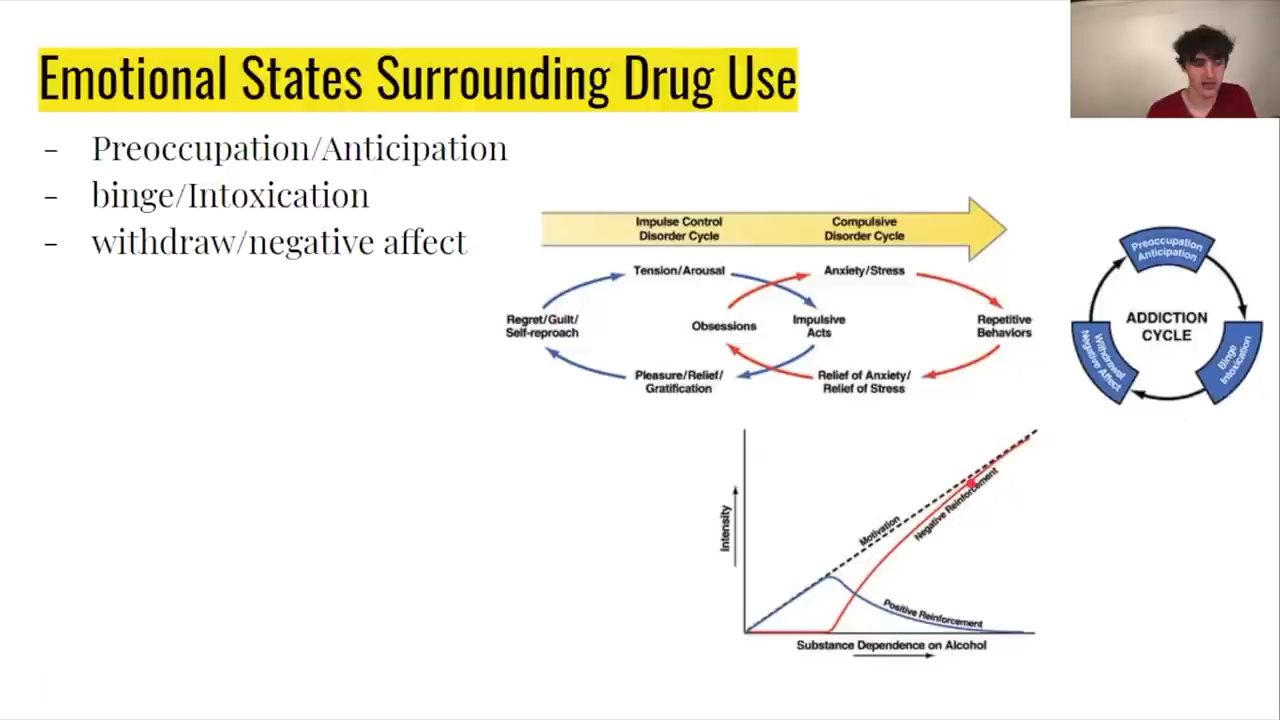 Emotional States Surrounding Drug Use
- Preoccupation/Anticipation
- binge/Intoxication
- withdraw/negative affect
Impulse Control
Disorder Cycle
Compulsive
Disorder Cycle
Tension/Arousal
Anxiety/Stress
Regret/Guilt/
Self-reproach
Obsessions
Impulsive
Acts
Repetitive
Behaviors
Pleasure/Relief/
Gratification
Relief of Anxiety/
Relief of Stress
Preoccupation
Anticipation
ADDICTION
CYCLE
Withdrawal
Negative Affect
Binge
Intoxication
Intensity
Motivation
Negative Reinforcement
Positive Reinforcement
Substance Dependence on Alcohol